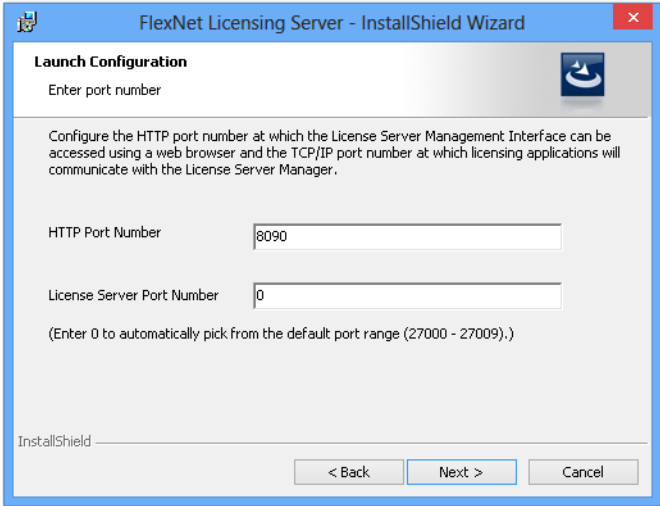 FlexNet Licensing Server - InstallShield Wizard
Launch Configuration
Enter port number
Configure the HTTP port number at which the License Server Management Interface can be
accessed using a web browser and the TCP/IP port number at which licensing applications will
communicate with the License Server Manager.
HTTP Port Number 8090
License Server Port Number 0
(Enter 0 to automatically pick from the default port range (27000 - 27009).)
InstallShield
< Back Next > Cancel